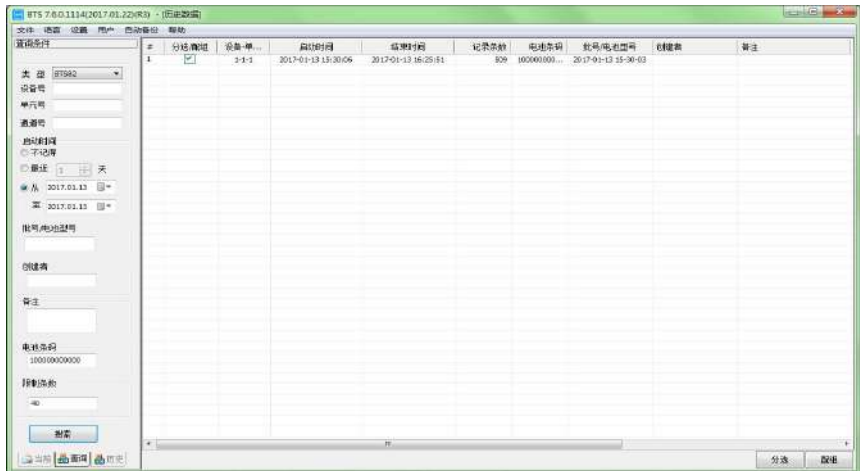 BTS 7.6.0.1114(2017.01.22)(R3) - [历史数据]
文件 语言 设置 用户 自动备份 帮助
查询条件
# 分选/配组 设备-单... 启动时间 结束时间 记录条数 电池条码 批号/电池型号 创建者 备注
1 1-1-1 2017-01-13 15:30:06 2017-01-13 16:25:51 809 100000000... 2017-01-13 15-30-03
类 型 BTS82
设备号
单元号
通道号
启动时间
不记得
最近 1 天
从 2017.01.13
至 2017.01.13
批号/电池型号
创建者
备注
电池条码
100000000000
限制条数
40
搜索
当前 查询 历史
分选 配组